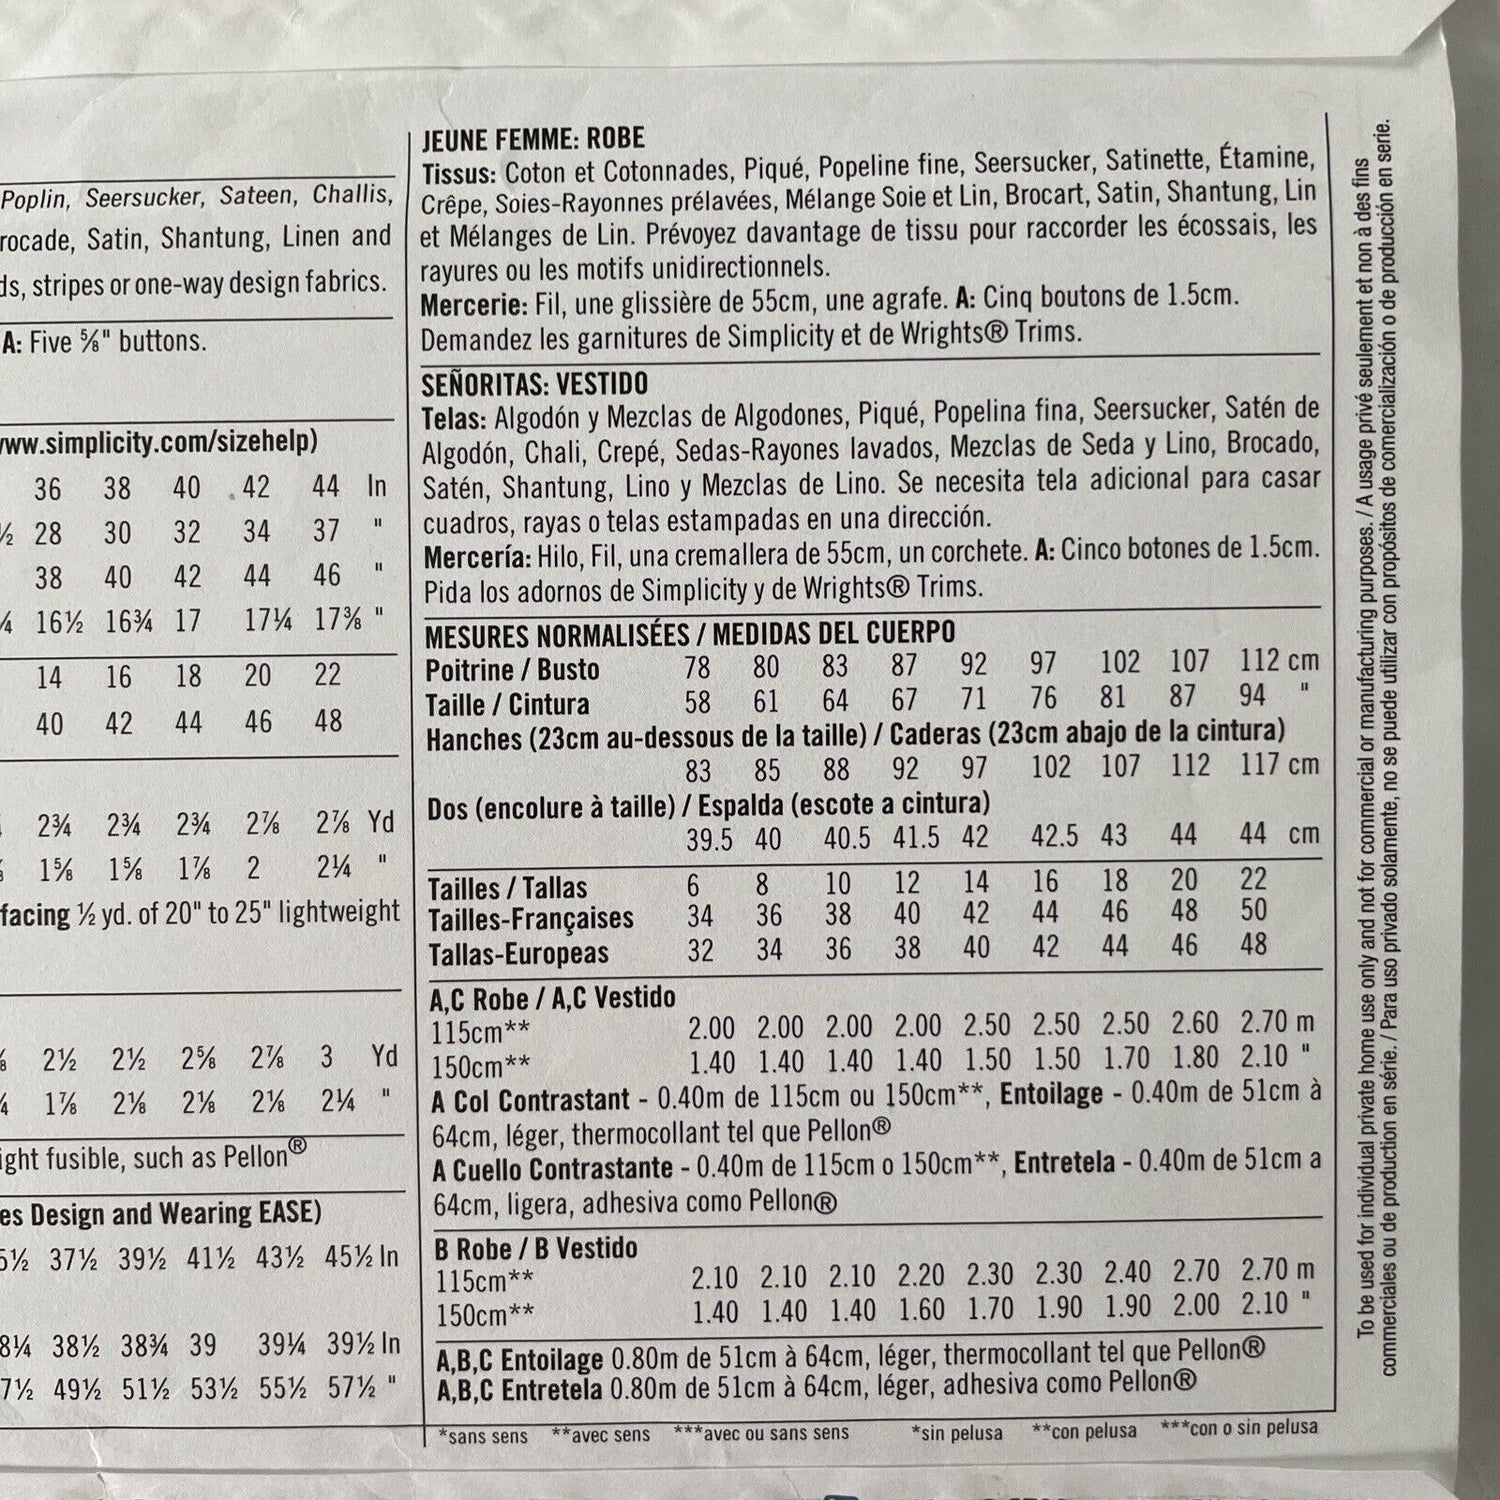 Poplin, Seersucker, Sateen, Challis,
rocade, Satin, Shantung, Linen and
ds, stripes or one-way design fabrics.
A: Five ⅝" buttons.
www.simplicity.com/sizehelp)
36 38 40 42 44 In
½ 28 30 32 34 37 "
38 40 42 44 46 "
¼ 16½ 16¾ 17 17¼ 17⅜ "
14 16 18 20 22
40 42 44 46 48
2¾ 2¾ 2¾ 2⅞ 2⅞ Yd
1⅝ 1⅝ 1⅞ 2 2¼ "
facing ½ yd. of 20" to 25" lightweight
2½ 2½ 2⅝ 2⅞ 3 Yd
1⅞ 2⅛ 2⅛ 2⅛ 2¼ "
ight fusible, such as Pellon®
es Design and Wearing EASE)
5½ 37½ 39½ 41½ 43½ 45½ In
8¼ 38½ 38¾ 39 39¼ 39½ In
7½ 49½ 51½ 53½ 55½ 57½ "
JEUNE FEMME: ROBE
Tissus: Coton et Cotonnades, Piqué, Popeline fine, Seersucker, Satinette, Étamine,
Crêpe, Soies-Rayonnes prélavées, Mélange Soie et Lin, Brocart, Satin, Shantung, Lin
et Mélanges de Lin. Prévoyez davantage de tissu pour raccorder les écossais, les
rayures ou les motifs unidirectionnels.
Mercerie: Fil, une glissière de 55cm, une agrafe. A: Cinq boutons de 1.5cm.
Demandez les garnitures de Simplicity et de Wrights® Trims.
SEÑORITAS: VESTIDO
Telas: Algodón y Mezclas de Algodones, Piqué, Popelina fina, Seersucker, Satén de
Algodón, Chali, Crepé, Sedas-Rayones lavados, Mezclas de Seda y Lino, Brocado,
Satén, Shantung, Lino y Mezclas de Lino. Se necesita tela adicional para casar
cuadros, rayas o telas estampadas en una dirección.
Mercería: Hilo, Fil, una cremallera de 55cm, un corchete. A: Cinco botones de 1.5cm.
Pida los adornos de Simplicity y de Wrights® Trims.
MESURES NORMALISÉES / MEDIDAS DEL CUERPO
Poitrine / Busto 78 80 83 87 92 97 102 107 112 cm
Taille / Cintura 58 61 64 67 71 76 81 87 94 "
Hanches (23cm au-dessous de la taille) / Caderas (23cm abajo de la cintura)
83 85 88 92 97 102 107 112 117 cm
Dos (encolure à taille) / Espalda (escote a cintura)
39.5 40 40.5 41.5 42 42.5 43 44 44 cm
Tailles / Tallas 6 8 10 12 14 16 18 20 22
Tailles-Françaises 34 36 38 40 42 44 46 48 50
Tallas-Europeas 32 34 36 38 40 42 44 46 48
A,C Robe / A,C Vestido
115cm** 2.00 2.00 2.00 2.00 2.50 2.50 2.50 2.60 2.70 m
150cm** 1.40 1.40 1.40 1.40 1.50 1.50 1.70 1.80 2.10 "
A Col Contrastant - 0.40m de 115cm ou 150cm**, Entoilage - 0.40m de 51cm à
64cm, léger, thermocollant tel que Pellon®
A Cuello Contrastante - 0.40m de 115cm o 150cm**, Entretela - 0.40m de 51cm a
64cm, ligera, adhesiva como Pellon®
B Robe / B Vestido
115cm** 2.10 2.10 2.10 2.20 2.30 2.30 2.40 2.70 2.70 m
150cm** 1.40 1.40 1.40 1.60 1.70 1.90 1.90 2.00 2.10 "
A,B,C Entoilage 0.80m de 51cm à 64cm, léger, thermocollant tel que Pellon®
A,B,C Entretela 0.80m de 51cm à 64cm, léger, adhesiva como Pellon®
*sans sens **avec sens ***avec ou sans sens *sin pelusa **con pelusa ***con o sin pelusa
To be used for individual private home use only and not for commercial or manufacturing purposes. / A usage privé seulement et non à des fins
commerciales ou de production en série. / Para uso privado solamente, no se puede utilizar con propósitos de comercialización o de producción en serie.